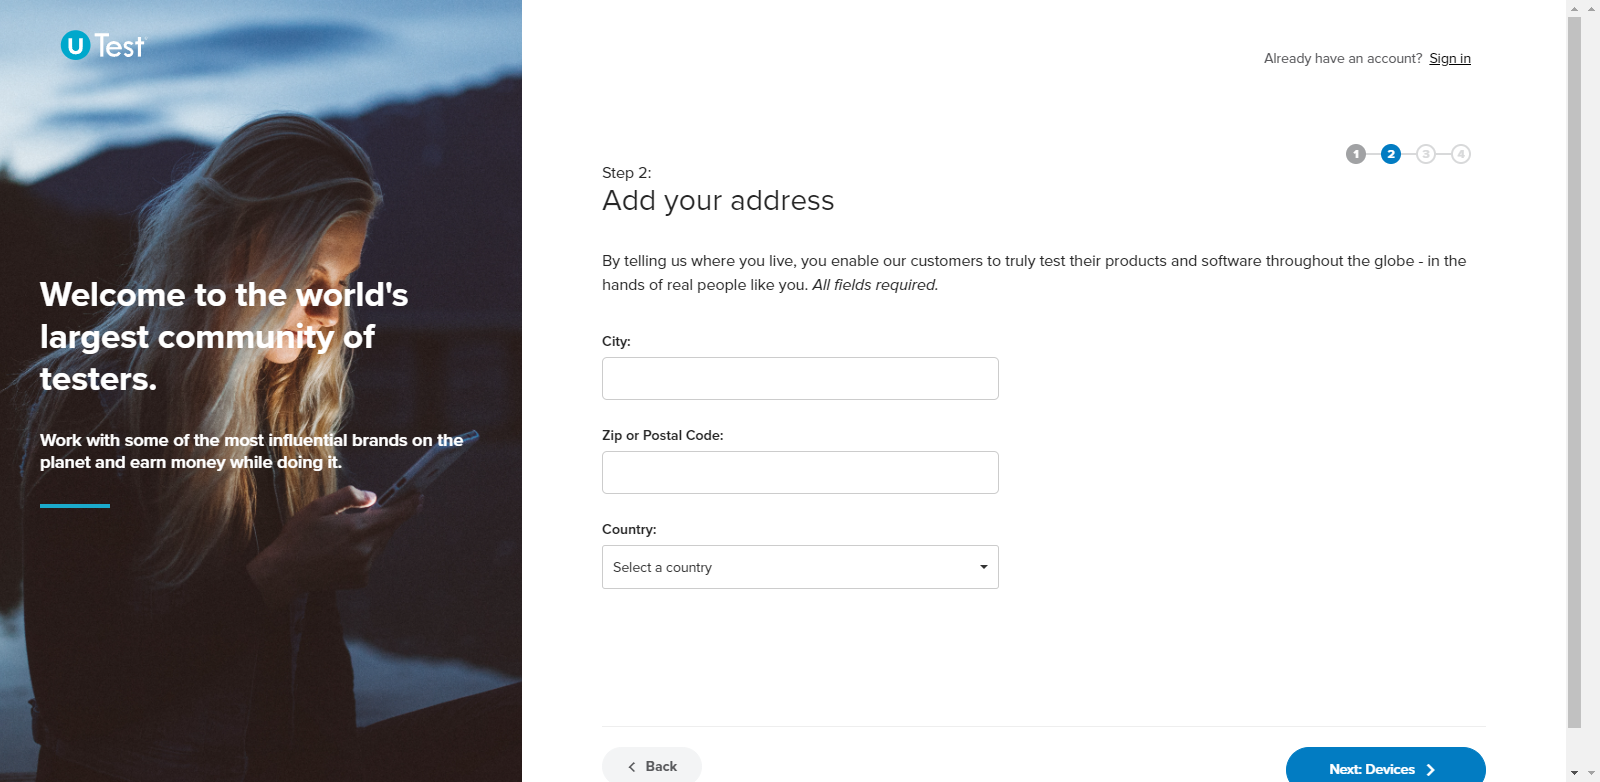 U Test
Already have an account? Sign in
1 2 3 4
Step 2:
Add your address
By telling us where you live, you enable our customers to truly test their products and software throughout the globe - in the
hands of real people like you. All fields required.
Welcome to the world's
largest community of
testers.
Work with some of the most influential brands on the
planet and earn money while doing it.
City:
Zip or Postal Code:
Country:
Select a country
Back
Next: Devices